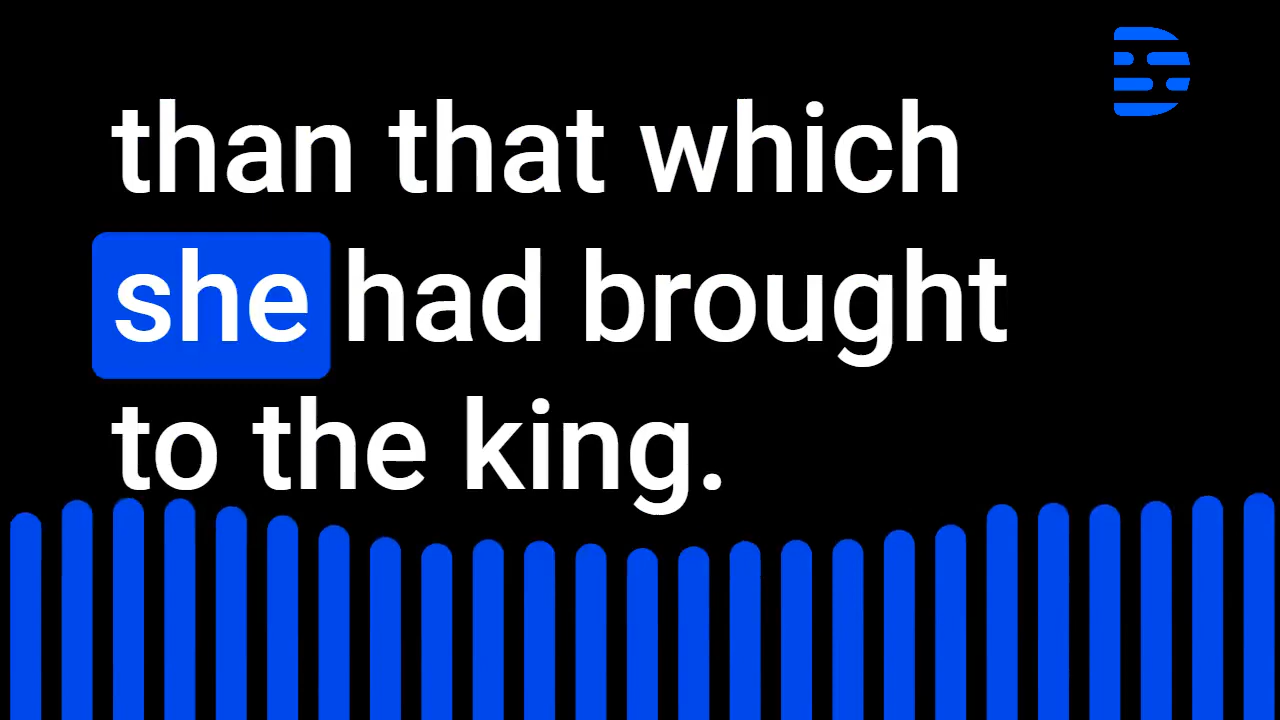 than that which
she had brought
to the king.